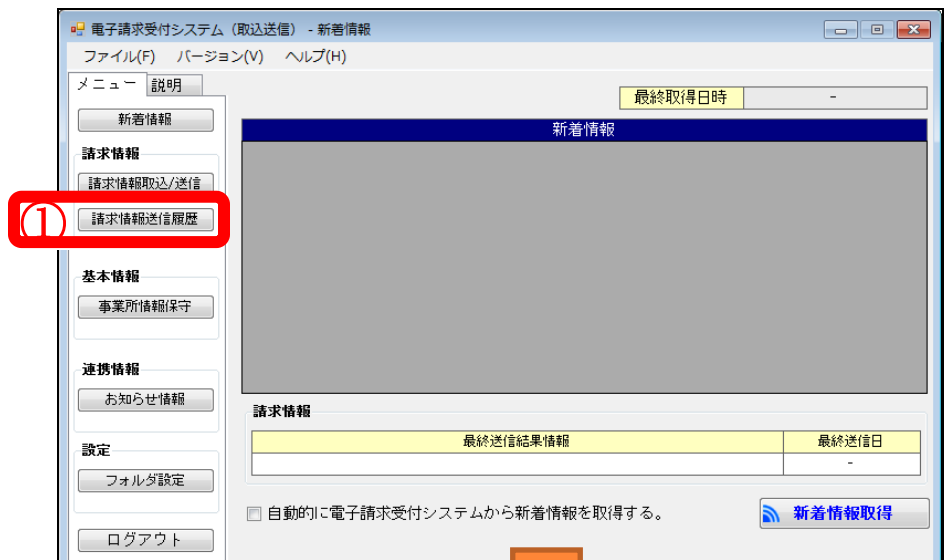 電子請求受付システム（取込送信） - 新着情報
ファイル(F) バージョン(V) ヘルプ(H)
メニュー 説明
最終取得日時 -
新着情報
新着情報
請求情報
請求情報取込/送信
① 請求情報送信履歴
基本情報
事業所情報保守
連携情報
お知らせ情報
請求情報
最終送信結果情報 最終送信日
-
設定
フォルダ設定
自動的に電子請求受付システムから新着情報を取得する。
新着情報取得
ログアウト